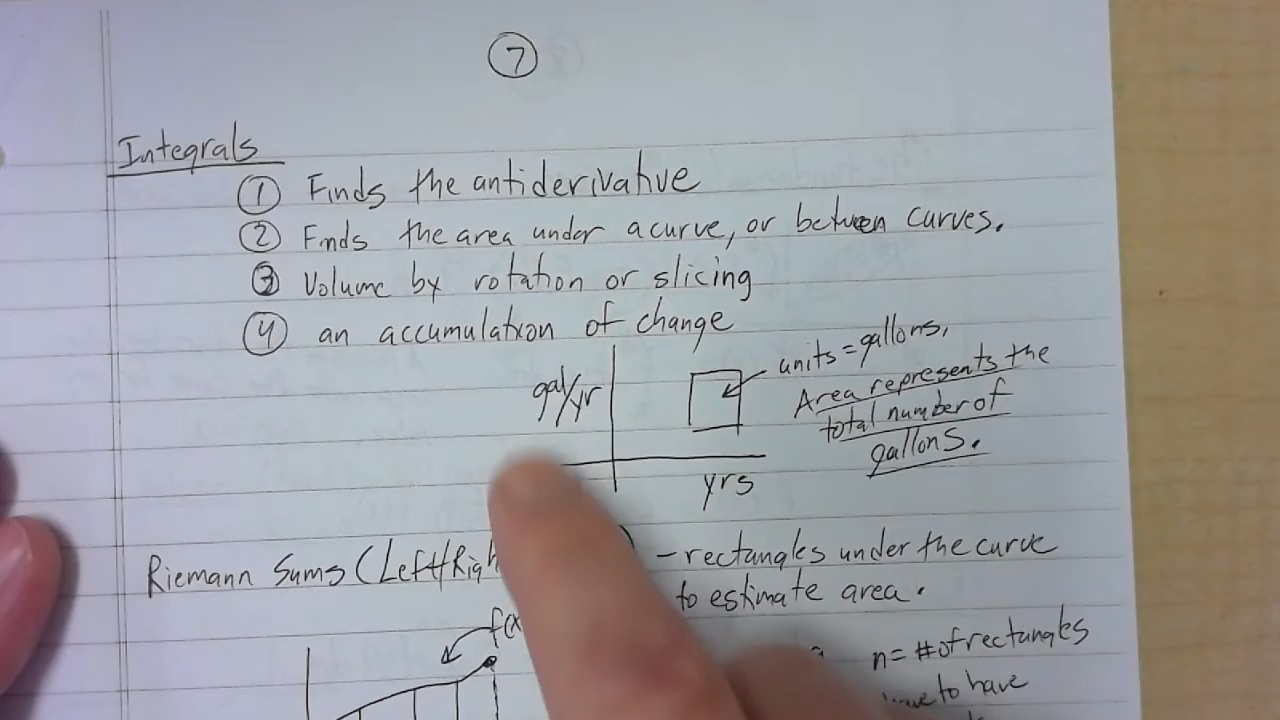 7
Integrals
1 Finds the antiderivative
2 Finds the area under a curve, or between curves.
3 Volume by rotation or slicing
4 an accumulation of change
gal/yr
units = gallons,
Area represents the
total number of
gallons.
yrs
Riemann Sums (Left/Righ
) - rectangles under the curve
to estimate area.
f(x
n = # of rectangles
to have